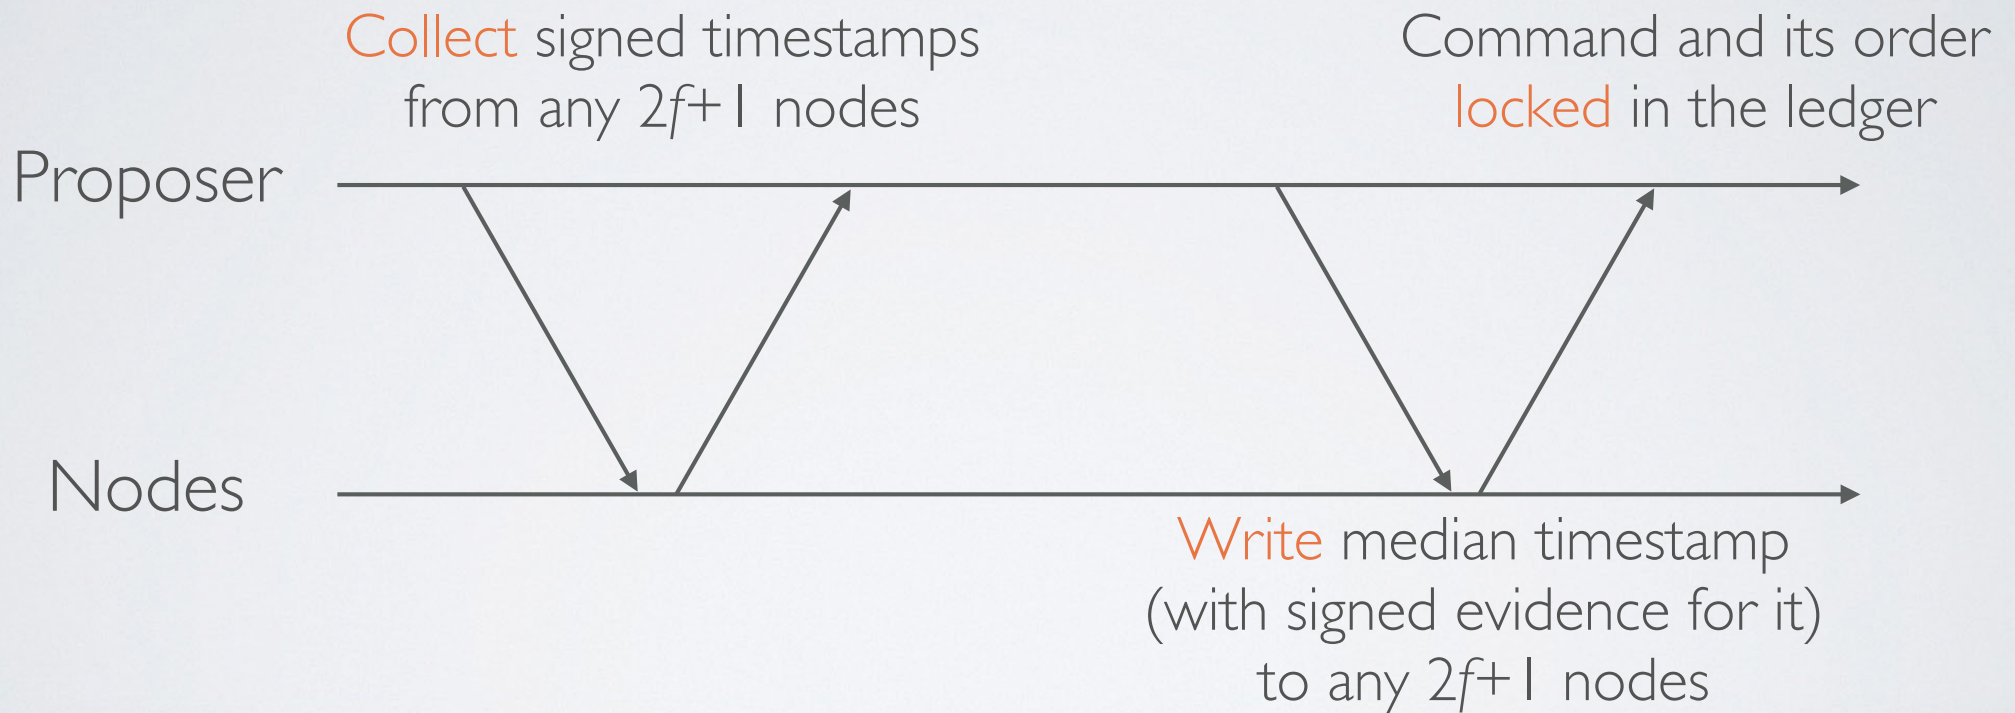 Collect signed timestamps
from any 2f+1 nodes
Command and its order
locked in the ledger
Proposer
Nodes
Write median timestamp
(with signed evidence for it)
to any 2f+1 nodes